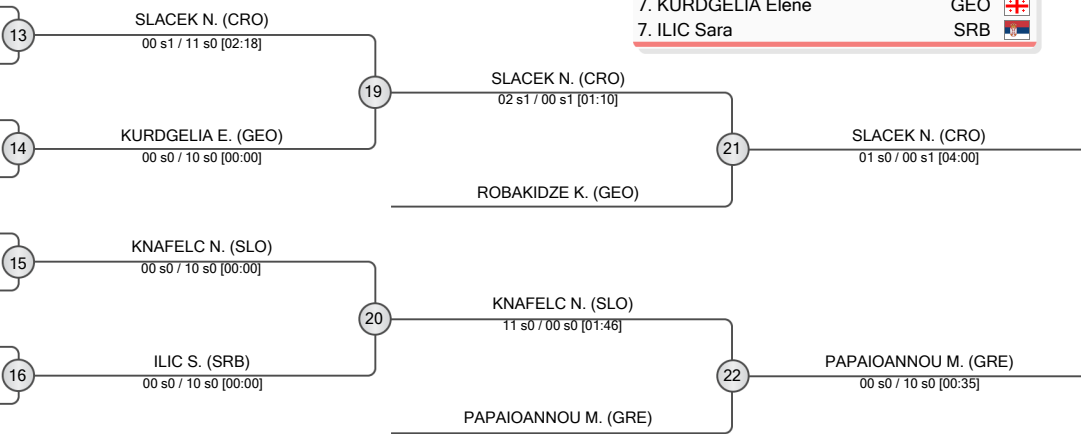 7. KURDGELIA Elene GEO
7. ILIC Sara SRB
13
SLACEK N. (CRO)
00 s1 / 11 s0 [02:18]
19
SLACEK N. (CRO)
02 s1 / 00 s1 [01:10]
14
KURDGELIA E. (GEO)
00 s0 / 10 s0 [00:00]
21
SLACEK N. (CRO)
01 s0 / 00 s1 [04:00]
ROBAKIDZE K. (GEO)
15
KNAFELC N. (SLO)
00 s0 / 10 s0 [00:00]
20
KNAFELC N. (SLO)
11 s0 / 00 s0 [01:46]
16
ILIC S. (SRB)
00 s0 / 10 s0 [00:00]
22
PAPAIOANNOU M. (GRE)
00 s0 / 10 s0 [00:35]
PAPAIOANNOU M. (GRE)